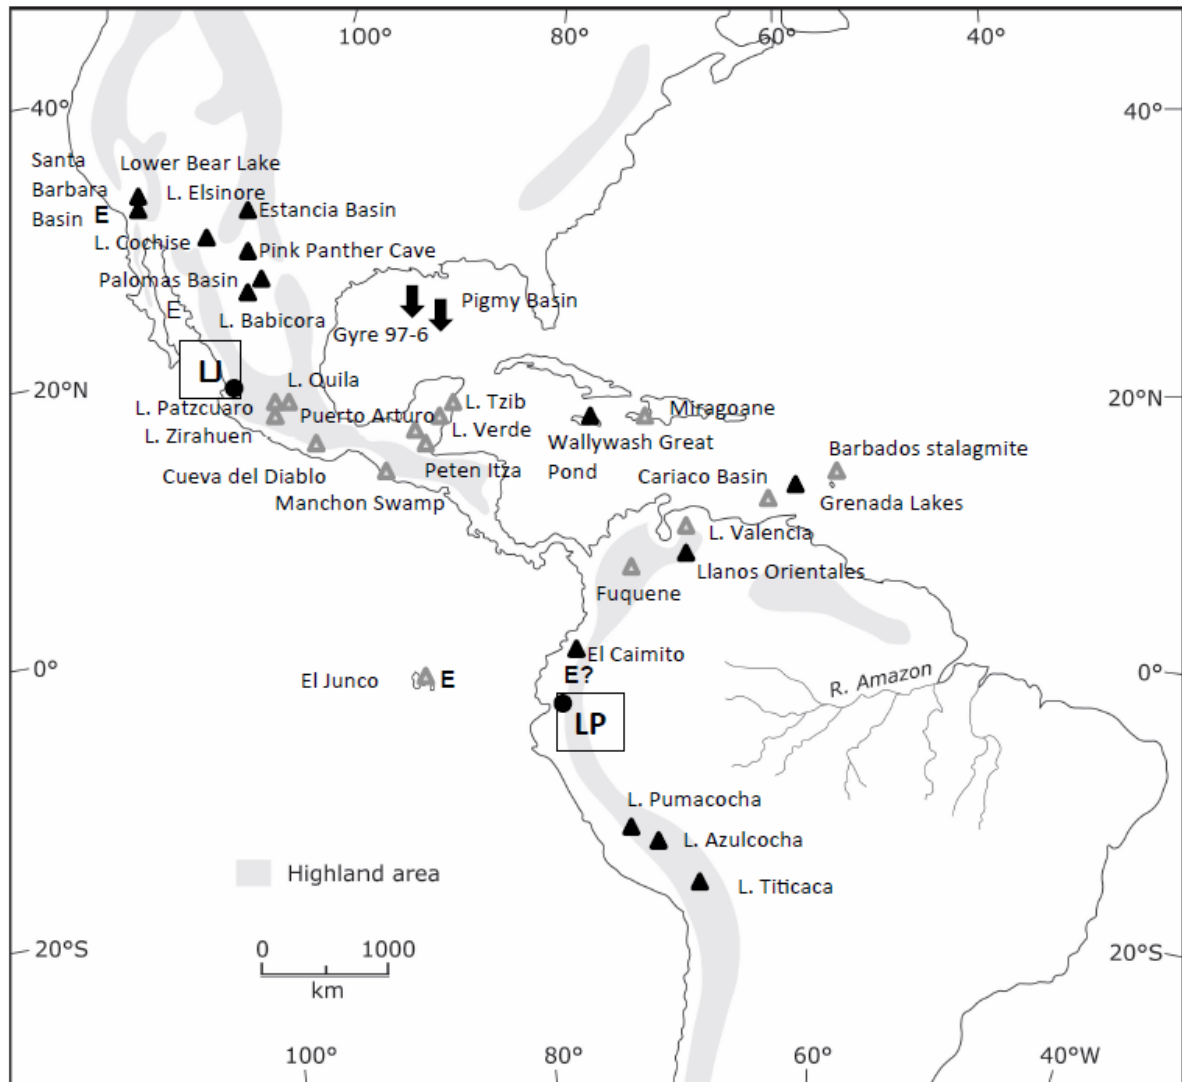 100°
80°
60°
40°
40°
40°
Santa
Barbara
Basin
E
Lower Bear Lake
L. Elsinore
Estancia Basin
L. Cochise
Pink Panther Cave
Palomas Basin
E
L. Babicora
Pigmy Basin
Gyre 97-6
LJ
L. Quila
20°N
20°N
L. Patzcuaro
Puerto Arturo
L. Tzib
Miragoane
L. Zirahuen
L. Verde
Wallywash Great
Pond
Barbados stalagmite
Cueva del Diablo
Peten Itza
Cariaco Basin
Manchon Swamp
Grenada Lakes
L. Valencia
Llanos Orientales
Fuquene
El Caimito
0°
0°
El Junco
E
E?
R. Amazon
LP
L. Pumacocha
L. Azulcocha
Highland area
L. Titicaca
20°S
20°S
0
1000
km
100°
80°
60°
40°W